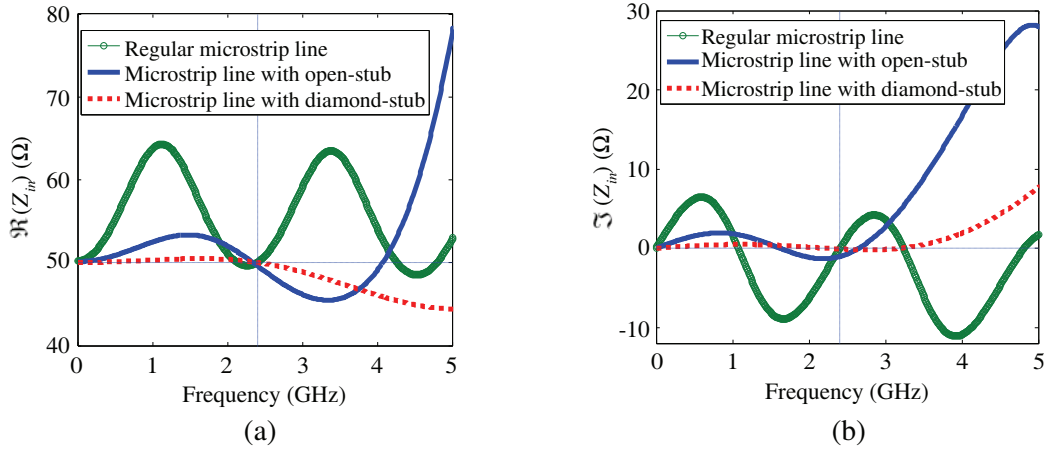 80
70
60
50
40
ℜ (Z_in) (Ω)
Regular microstrip line
Microstrip line with open-stub
Microstrip line with diamond-stub
0 1 2 3 4 5
Frequency (GHz)
(a)
30
20
10
0
-10
ℑ (Z_in) (Ω)
Regular microstrip line
Microstrip line with open-stub
Microstrip line with diamond-stub
0 1 2 3 4 5
Frequency (GHz)
(b)